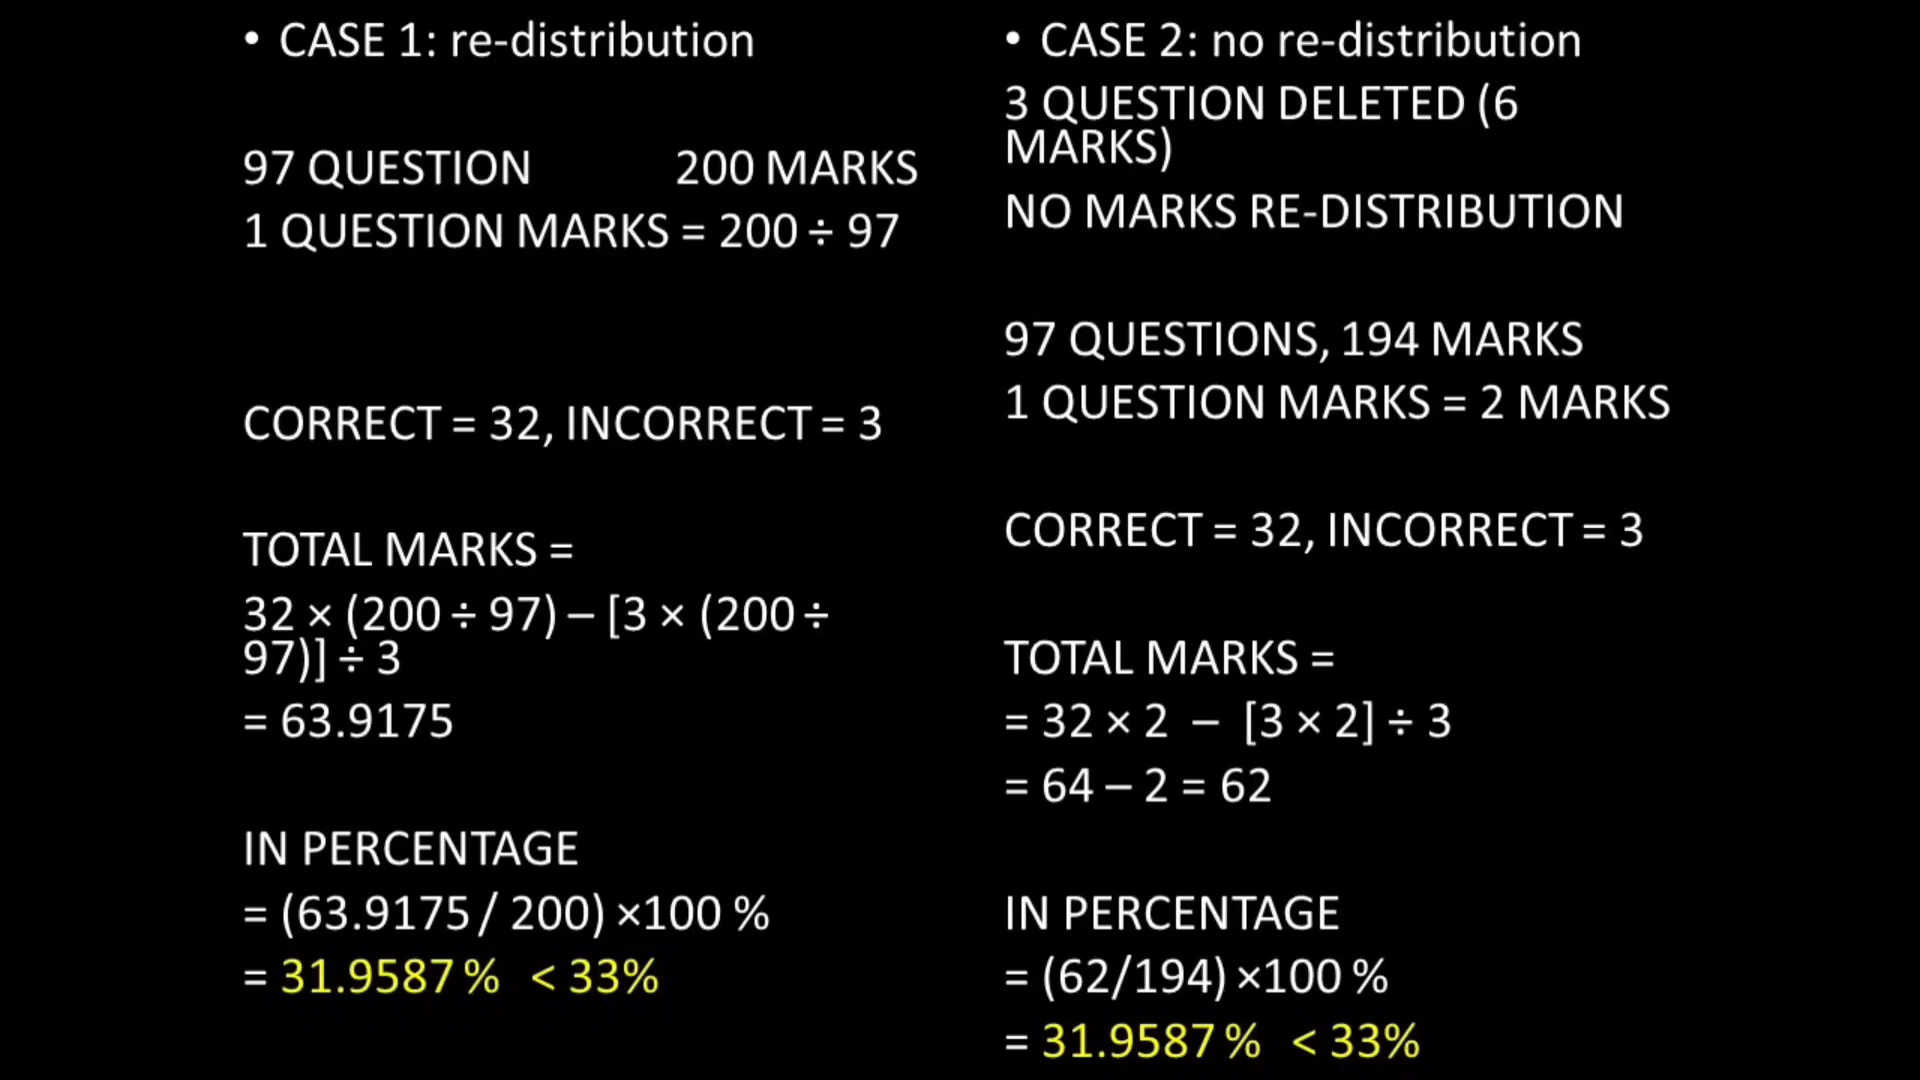 • CASE 1: re-distribution
97 QUESTION 200 MARKS
1 QUESTION MARKS = 200 ÷ 97
CORRECT = 32, INCORRECT = 3
TOTAL MARKS =
32 × (200 ÷ 97) – [3 × (200 ÷
97)] ÷ 3
= 63.9175
IN PERCENTAGE
= (63.9175 / 200) ×100 %
= 31.9587 % < 33%
• CASE 2: no re-distribution
3 QUESTION DELETED (6
MARKS)
NO MARKS RE-DISTRIBUTION
97 QUESTIONS, 194 MARKS
1 QUESTION MARKS = 2 MARKS
CORRECT = 32, INCORRECT = 3
TOTAL MARKS =
= 32 × 2 – [3 × 2] ÷ 3
= 64 – 2 = 62
IN PERCENTAGE
= (62/194) ×100 %
= 31.9587 % < 33%